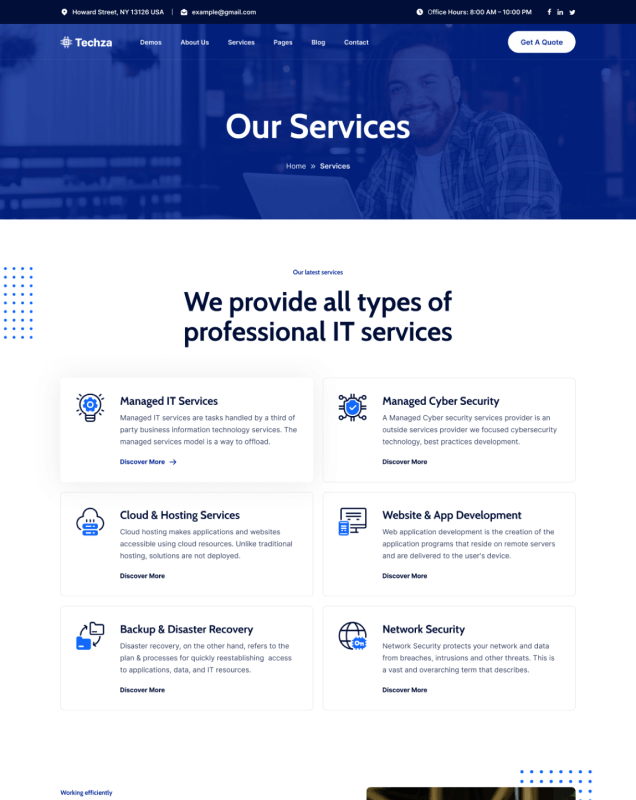 Howard Street, NY 13126 USA | example@gmail.com Office Hours: 8:00 AM – 10:00 PM
Techza Demos About Us Services Pages Blog Contact Get A Quote
Our Services
Home » Services
Our latest services
We provide all types of
professional IT services
Managed IT Services
Managed IT services are tasks handled by a third of
party business information technology services. The
managed services model is a way to offload.
Discover More →
Managed Cyber Security
A Managed Cyber security services provider is an
outside services provider we focused cybersecurity
technology, best practices development.
Discover More
Cloud & Hosting Services
Cloud hosting makes applications and websites
accessible using cloud resources. Unlike traditional
hosting, solutions are not deployed.
Discover More
Website & App Development
Web application development is the creation of the
application programs that reside on remote servers
and are delivered to the user's device.
Discover More
Backup & Disaster Recovery
Disaster recovery, on the other hand, refers to the
plan & processes for quickly reestablishing access
to applications, data, and IT resources.
Discover More
Network Security
Network Security protects your network and data
from breaches, intrusions and other threats. This is
a vast and overarching term that describes.
Discover More
Working efficiently